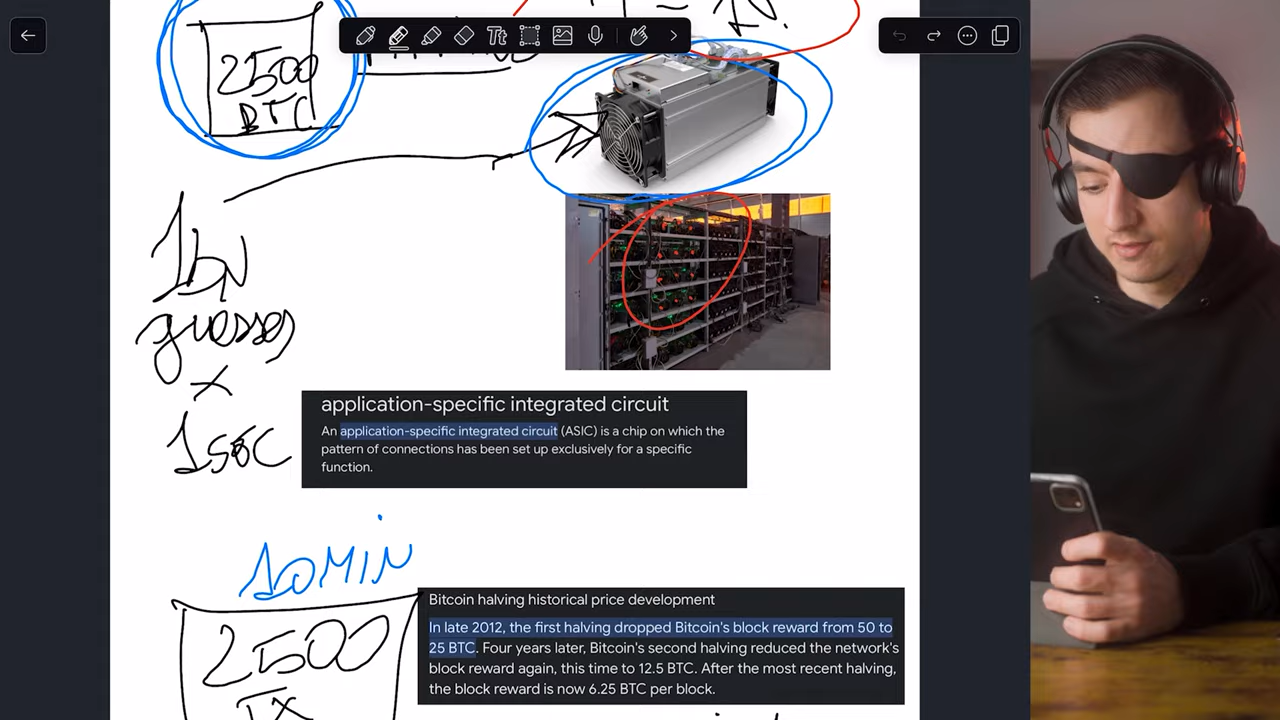 2500
BTC
1bN
guesses
x
1sec
application-specific integrated circuit
An application-specific integrated circuit (ASIC) is a chip on which the
pattern of connections has been set up exclusively for a specific
function.
10MIN
2500
TX
Bitcoin halving historical price development
In late 2012, the first halving dropped Bitcoin's block reward from 50 to
25 BTC. Four years later, Bitcoin's second halving reduced the network's
block reward again, this time to 12.5 BTC. After the most recent halving,
the block reward is now 6.25 BTC per block.